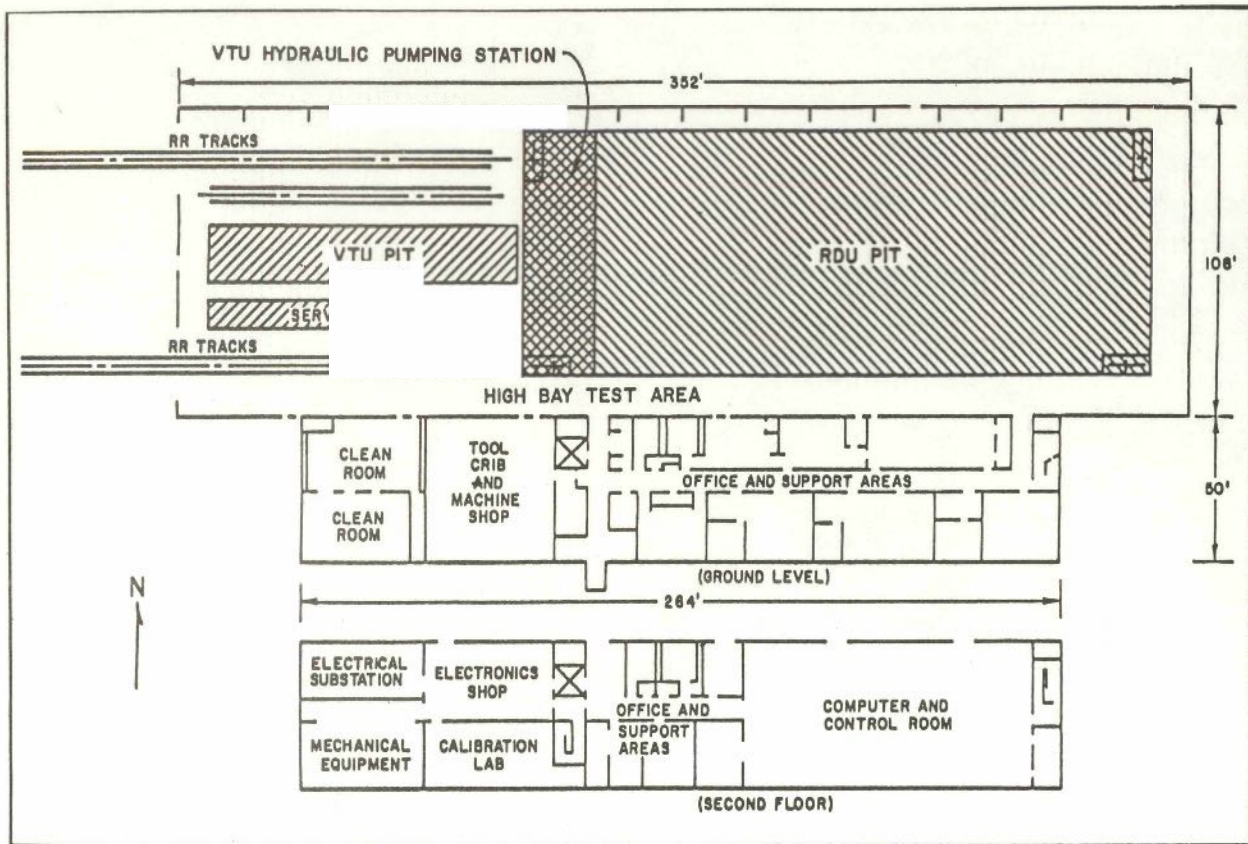 VTU HYDRAULIC PUMPING STATION
352'
RR TRACKS
VTU PIT
RDU PIT
108'
RR TRACKS
HIGH BAY TEST AREA
CLEAN
ROOM
TOOL
CRIB
AND
MACHINE
SHOP
OFFICE AND SUPPORT AREAS
50'
CLEAN
ROOM
(GROUND LEVEL)
N
264'
ELECTRICAL
SUBSTATION
ELECTRONICS
SHOP
OFFICE AND
SUPPORT
AREAS
COMPUTER AND
CONTROL ROOM
MECHANICAL
EQUIPMENT
CALIBRATION
LAB
(SECOND FLOOR)